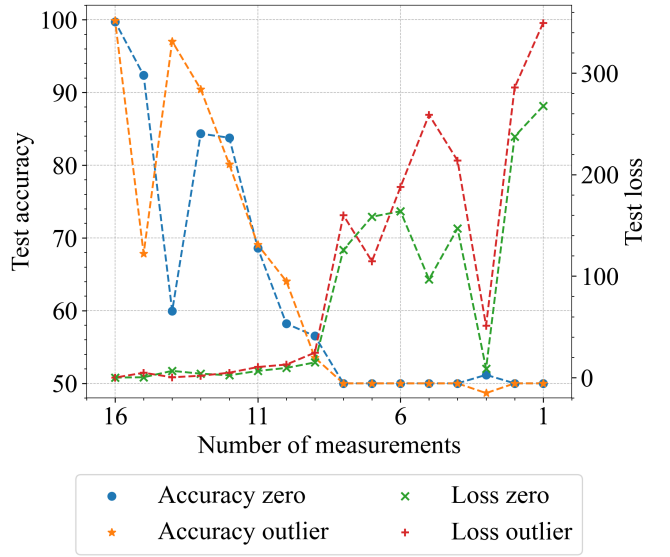 100
90
80
70
60
50
Test accuracy
300
200
100
0
Test loss
16 11 6 1
Number of measurements
Accuracy zero Loss zero
Accuracy outlier Loss outlier